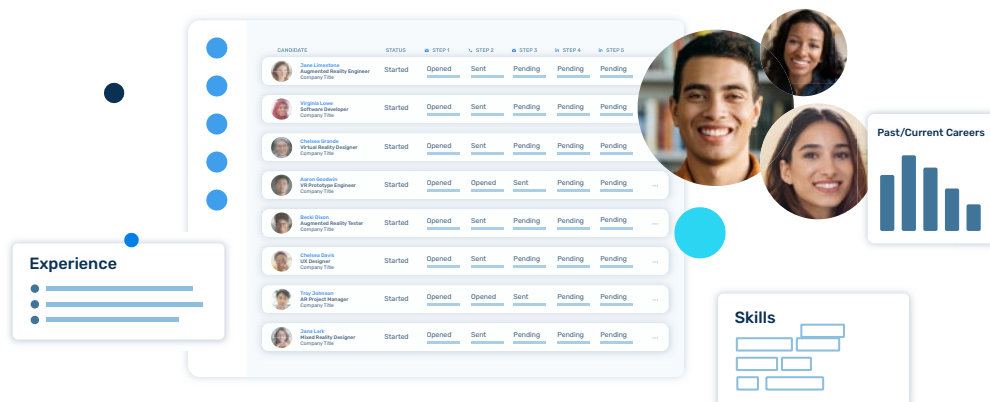 CANDIDATE STATUS STEP 1 STEP 2 STEP 3 STEP 4 STEP 5
Jane Limestone
Augmented Reality Engineer
Company Title
Started Opened Sent Pending Pending Pending
Virginia Lowe
Software Developer
Company Title
Started Opened Sent Pending Pending Pending
Chelsea Grande
Virtual Reality Designer
Company Title
Started Opened Sent Pending Pending Pending
Aaron Goodwin
VR Prototype Engineer
Company Title
Started Opened Opened Sent Pending Pending ...
Becki Dixon
Augmented Reality Tester
Company Title
Started Opened Sent Pending Pending Pending ...
Chelsea Davis
UX Designer
Company Title
Started Opened Sent Pending Pending Pending ...
Troy Johnson
AR Project Manager
Company Title
Started Opened Opened Sent Pending Pending ...
Jana Lark
Mixed Reality Designer
Company Title
Started Opened Sent Pending Pending Pending ...
Experience
Past/Current Careers
Skills